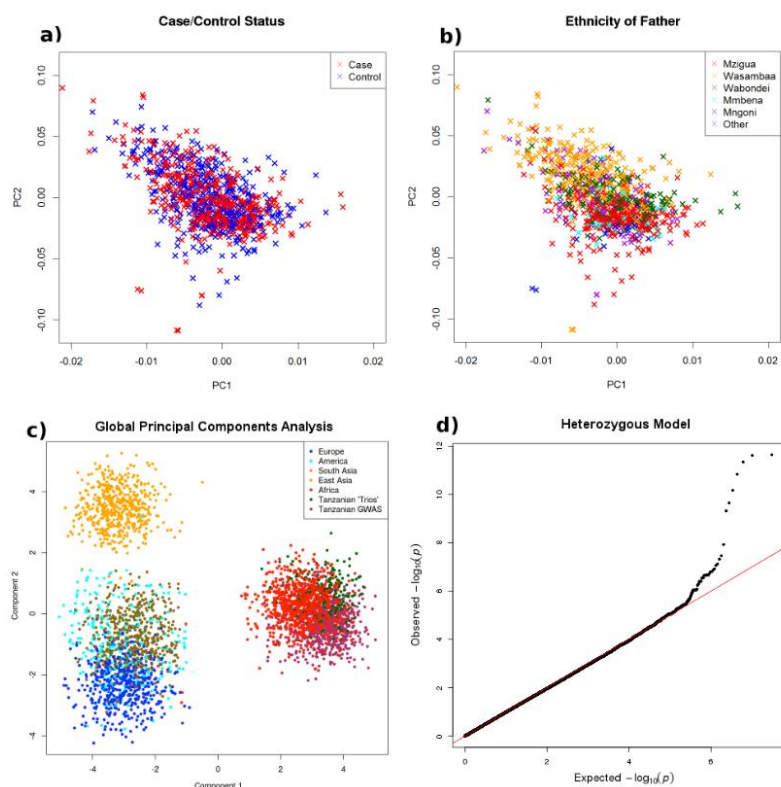 a)
Case/Control Status
Case
Control
0.10
0.05
0.00
-0.05
-0.10
PC2
-0.02
-0.01
0.00
0.01
0.02
PC1
b)
Ethnicity of Father
Mzigua
Wasambaa
Wabondei
Mmbena
Mngoni
Other
0.10
0.05
0.00
-0.05
-0.10
PC2
-0.02
-0.01
0.00
0.01
0.02
PC1
c)
Global Principal Components Analysis
Europe
America
South Asia
East Asia
Africa
Tanzanian 'Trios'
Tanzanian GWAS
4
2
0
-2
-4
Component 2
-4
-2
0
2
4
Component 1
d)
Heterozygous Model
12
10
8
6
4
2
0
Observed −log10(p)
0
2
4
6
Expected −log10(p)